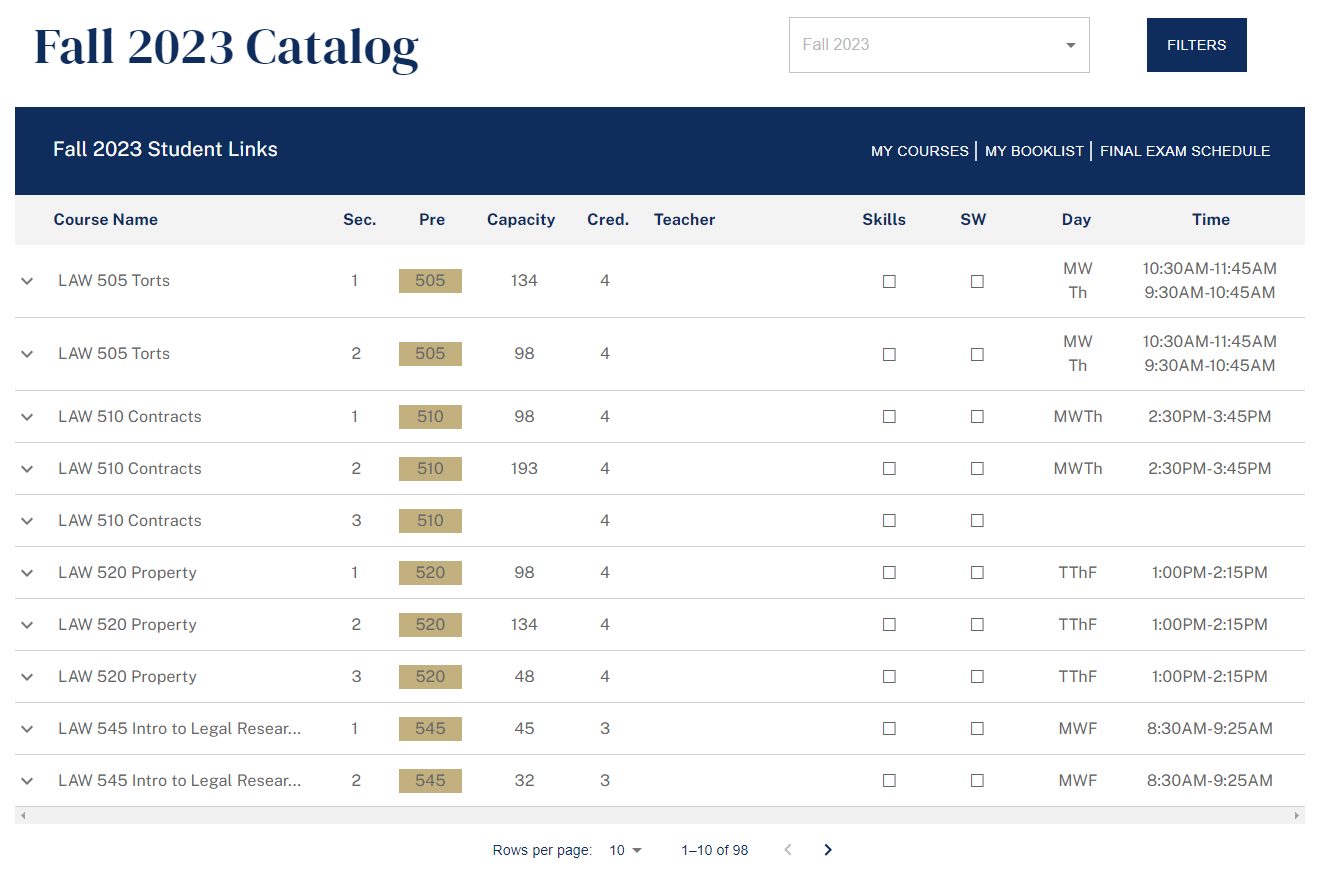 Fall 2023 Catalog
Fall 2023
FILTERS
Fall 2023 Student Links
MY COURSES | MY BOOKLIST | FINAL EXAM SCHEDULE
Course Name Sec. Pre Capacity Cred. Teacher Skills SW Day Time
LAW 505 Torts 1 505 134 4 MW 10:30AM-11:45AM
Th 9:30AM-10:45AM
LAW 505 Torts 2 505 98 4 MW 10:30AM-11:45AM
Th 9:30AM-10:45AM
LAW 510 Contracts 1 510 98 4 MWTh 2:30PM-3:45PM
LAW 510 Contracts 2 510 193 4 MWTh 2:30PM-3:45PM
LAW 510 Contracts 3 510 4
LAW 520 Property 1 520 98 4 TThF 1:00PM-2:15PM
LAW 520 Property 2 520 134 4 TThF 1:00PM-2:15PM
LAW 520 Property 3 520 48 4 TThF 1:00PM-2:15PM
LAW 545 Intro to Legal Resear... 1 545 45 3 MWF 8:30AM-9:25AM
LAW 545 Intro to Legal Resear... 2 545 32 3 MWF 8:30AM-9:25AM
Rows per page: 10 1–10 of 98